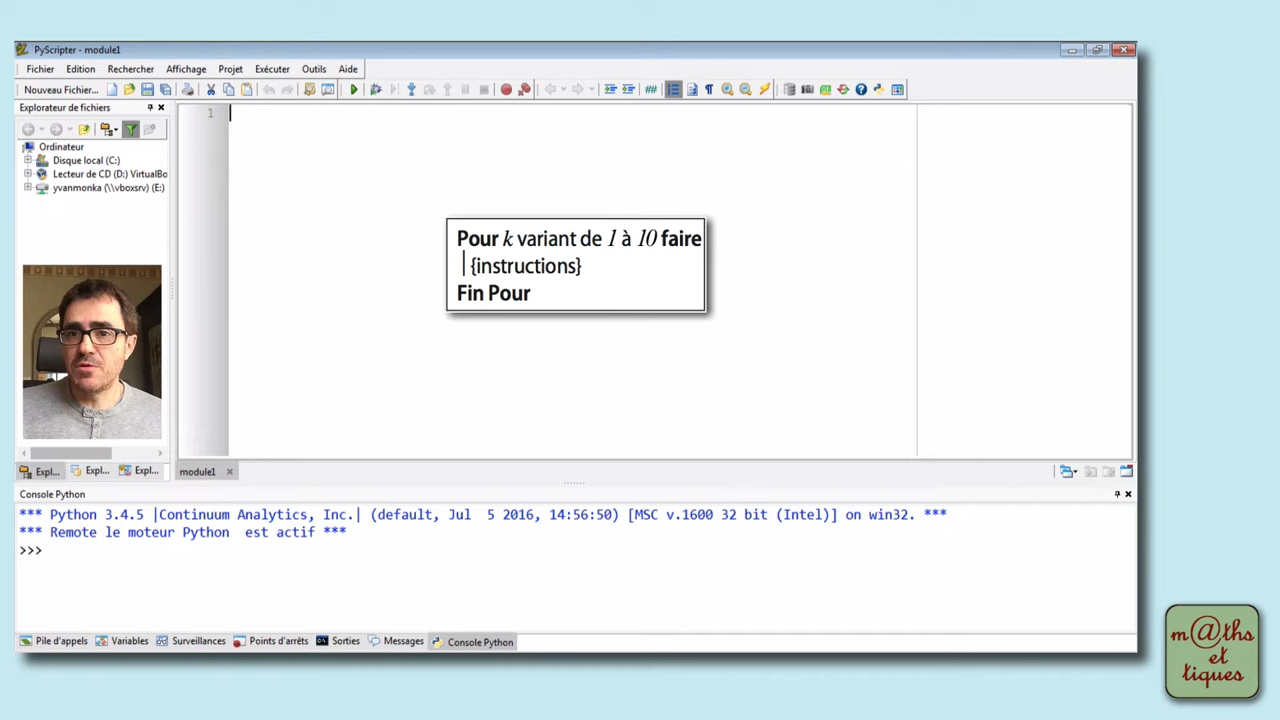 PyScripter - module1
Fichier Edition Rechercher Affichage Projet Exécuter Outils Aide
Nouveau Fichier...
Explorateur de fichiers
1
Ordinateur
Disque local (C:)
Lecteur de CD (D:) VirtualBo
yvanmonka (\\vboxsrv) (E:)
Pour k variant de 1 à 10 faire
{instructions}
Fin Pour
Expl... Expl... Expl...
module1
Console Python
*** Python 3.4.5 |Continuum Analytics, Inc.| (default, Jul  5 2016, 14:56:50) [MSC v.1600 32 bit (Intel)] on win32. ***
*** Remote le moteur Python  est actif ***
>>>
Pile d'appels Variables Surveillances Points d'arrêts Sorties Messages Console Python
m@ths
et
tiques